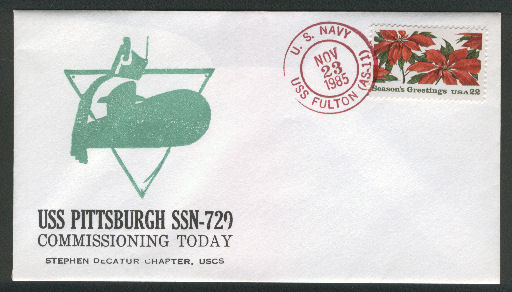 U. S. NAVY
NOV
23
1985
USS FULTON (AS-11)
Season's Greetings USA 22
USS PITTSBURGH SSN-729
COMMISSIONING TODAY
STEPHEN DECATUR CHAPTER, USCS